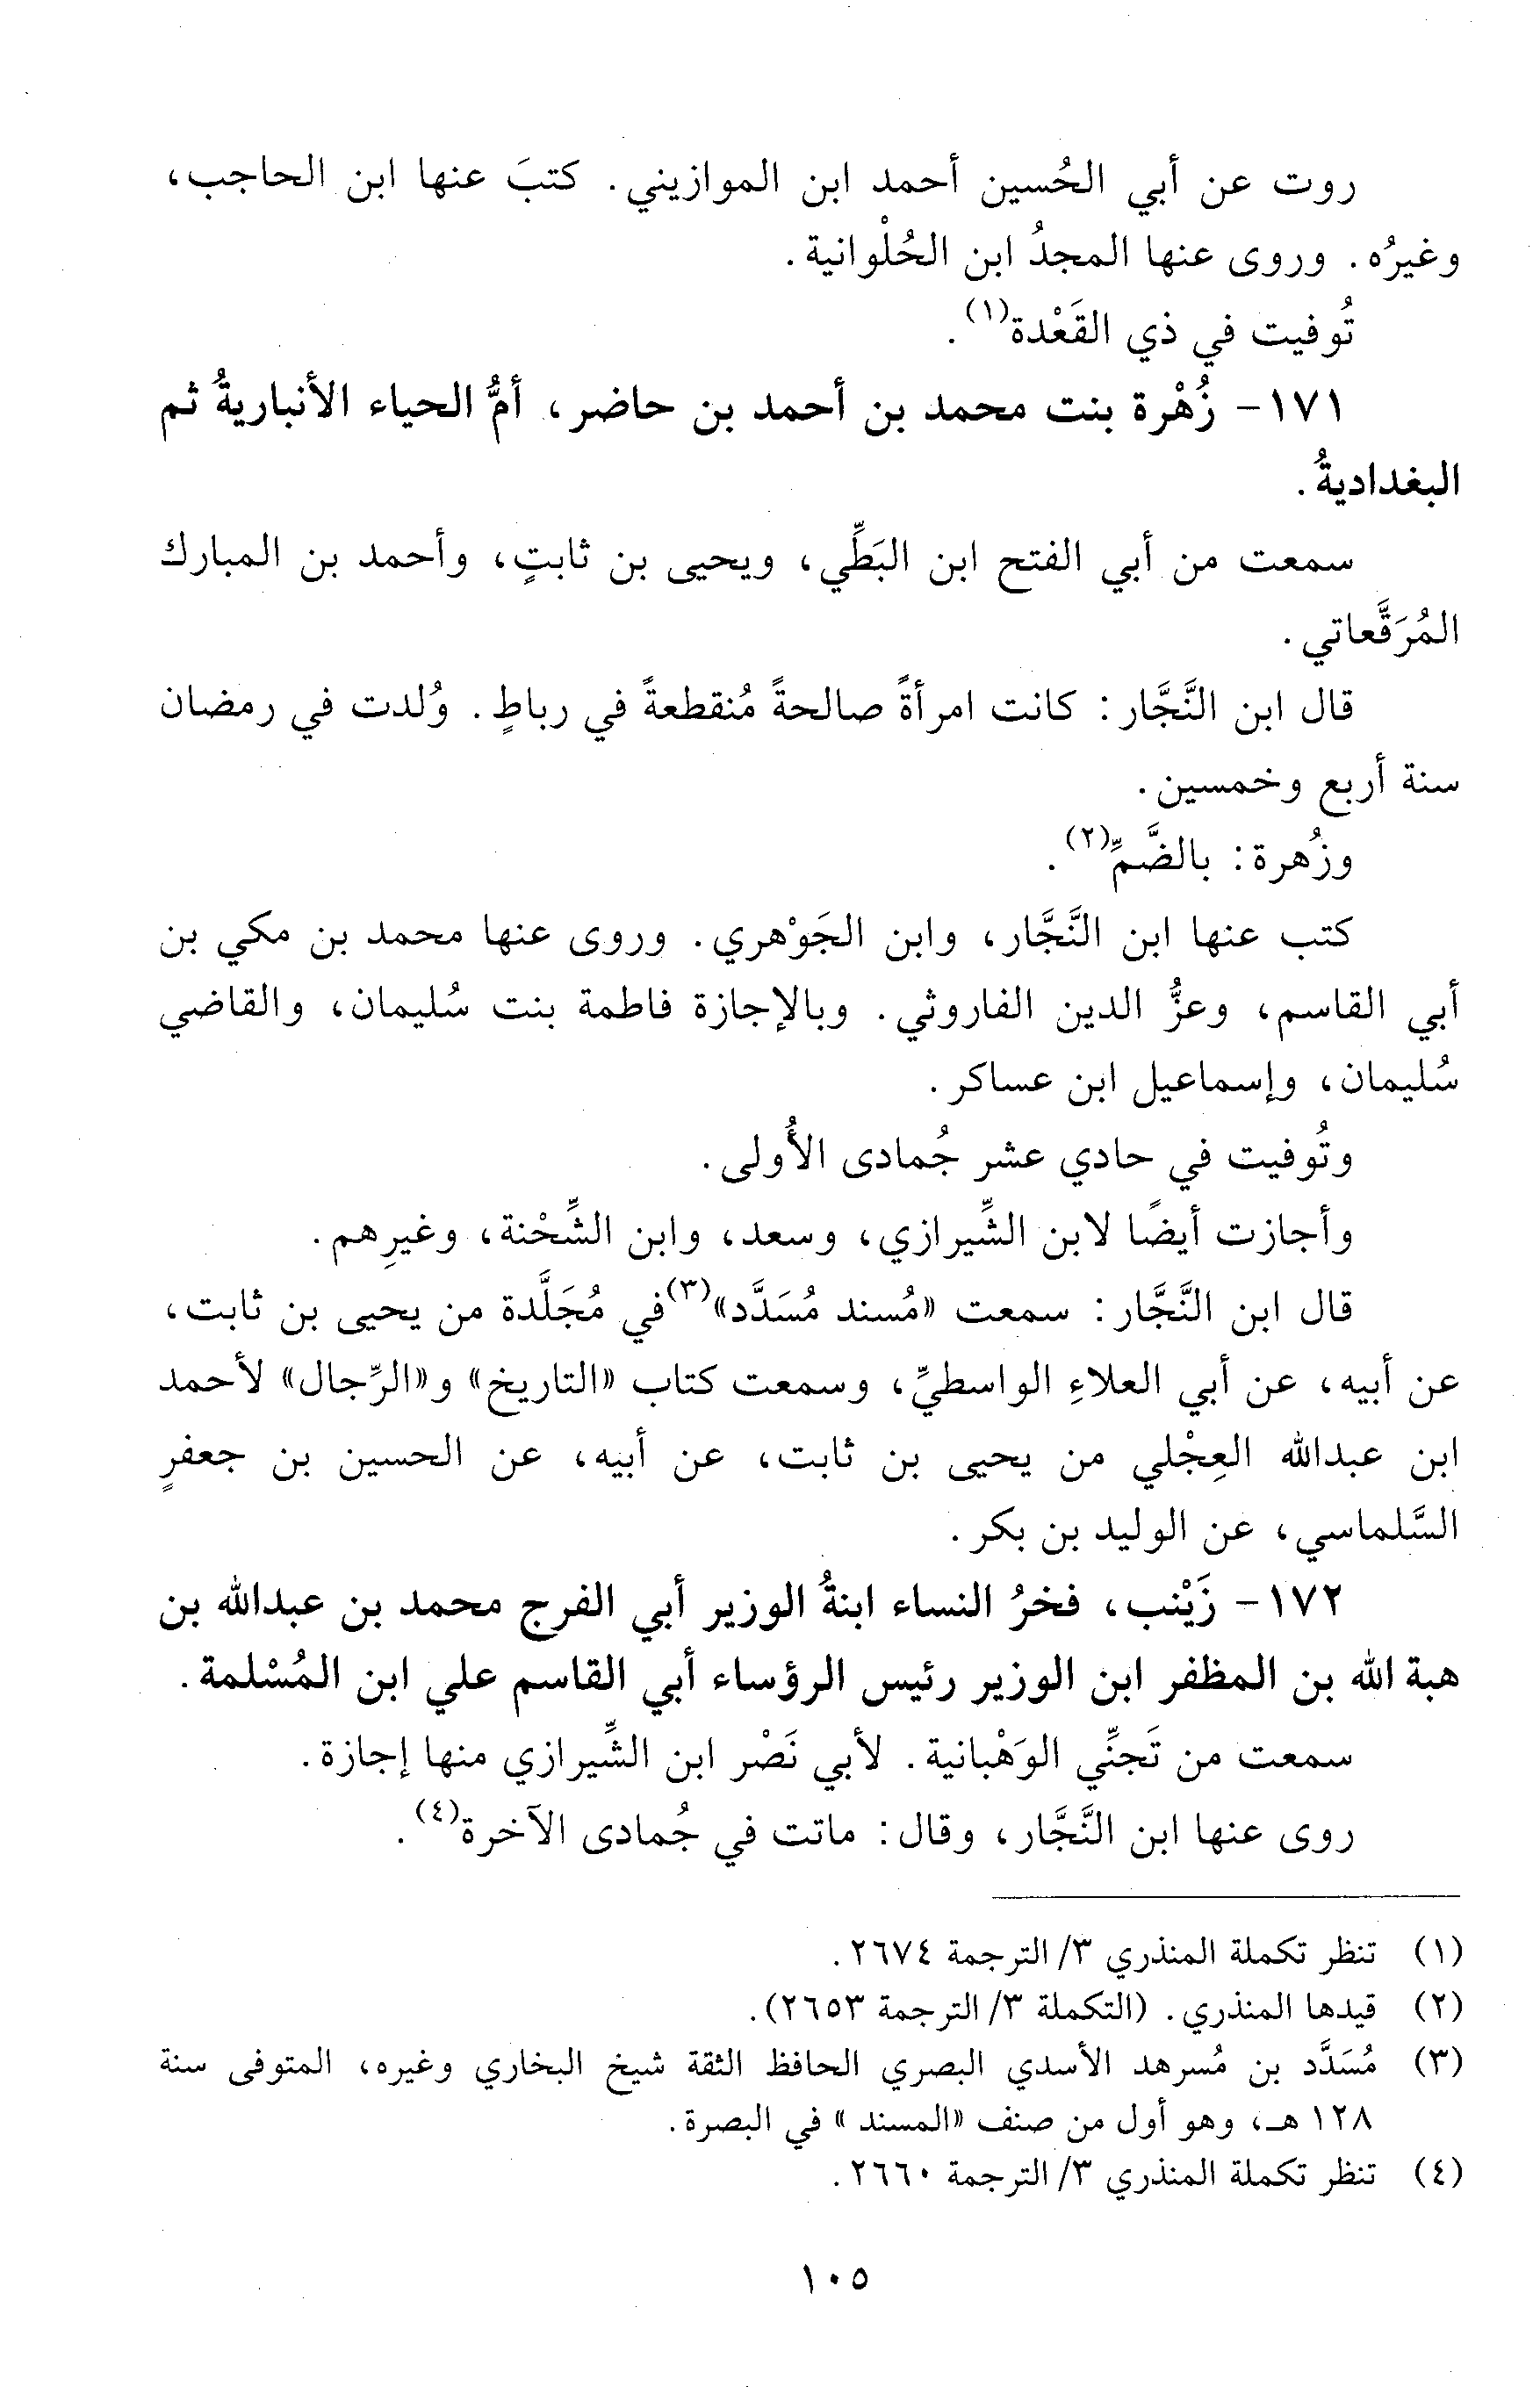 روت عن أبي الحُسين أحمد ابن الموازيني. كتبَ عنها ابن الحاجب،
وغيرُه. وروى عنها المجدُ ابن الحُلْوانية.
تُوفيت في ذي القَعْدة(١).
١٧١- زُهْرة بنت محمد بن أحمد بن حاضر، أمُّ الحياء الأنباريةُ ثم
البغداديةُ.
سمعت من أبي الفتح ابن البَطِّي، ويحيى بن ثابتٍ، وأحمد بن المبارك
المُرَقَّعاتي.
قال ابن النَّجَّار: كانت امرأةً صالحةً مُنقطعةً في رباطٍ. وُلدت في رمضان
سنة أربع وخمسين.
وزُهرة: بالضَّمِّ(٢).
كتب عنها ابن النَّجَّار، وابن الجَوْهري. وروى عنها محمد بن مكي بن
أبي القاسم، وعزُّ الدين الفاروثي. وبالإجازة فاطمة بنت سُليمان، والقاضي
سُليمان، وإسماعيل ابن عساكر.
وتُوفيت في حادي عشر جُمادى الأُولى.
وأجازت أيضًا لابن الشِّيرازي، وسعد، وابن الشِّحْنة، وغيرِهم.
قال ابن النَّجَّار: سمعت «مُسند مُسَدَّد»(٣) في مُجَلَّدة من يحيى بن ثابت،
عن أبيه، عن أبي العلاءِ الواسطيِّ، وسمعت كتاب «التاريخ» و«الرِّجال» لأحمد
ابن عبدالله العِجْلي من يحيى بن ثابت، عن أبيه، عن الحسين بن جعفرٍ
السَّلماسي، عن الوليد بن بكر.
١٧٢- زَيْنب، فخرُ النساء ابنةُ الوزير أبي الفرج محمد بن عبدالله بن
هبة الله بن المظفر ابن الوزير رئيس الرؤساء أبي القاسم علي ابن المُسْلمة.
سمعت من تَجنِّي الوَهْبانية. لأبي نَصْر ابن الشِّيرازي منها إجازة.
روى عنها ابن النَّجَّار، وقال: ماتت في جُمادى الآخرة(٤).
(١) تنظر تكملة المنذري ٣/ الترجمة ٢٦٧٤.
(٢) قيدها المنذري. (التكملة ٣/ الترجمة ٢٦٥٣).
(٣) مُسَدَّد بن مُسرهد الأسدي البصري الحافظ الثقة شيخ البخاري وغيره، المتوفى سنة
١٢٨ هـ، وهو أول من صنف «المسند» في البصرة.
(٤) تنظر تكملة المنذري ٣/ الترجمة ٢٦٦٠.
١٠٥